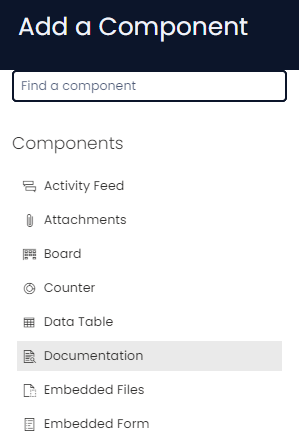 Add a Component
Find a component
Components
Activity Feed
Attachments
Board
Counter
Data Table
Documentation
Embedded Files
Embedded Form